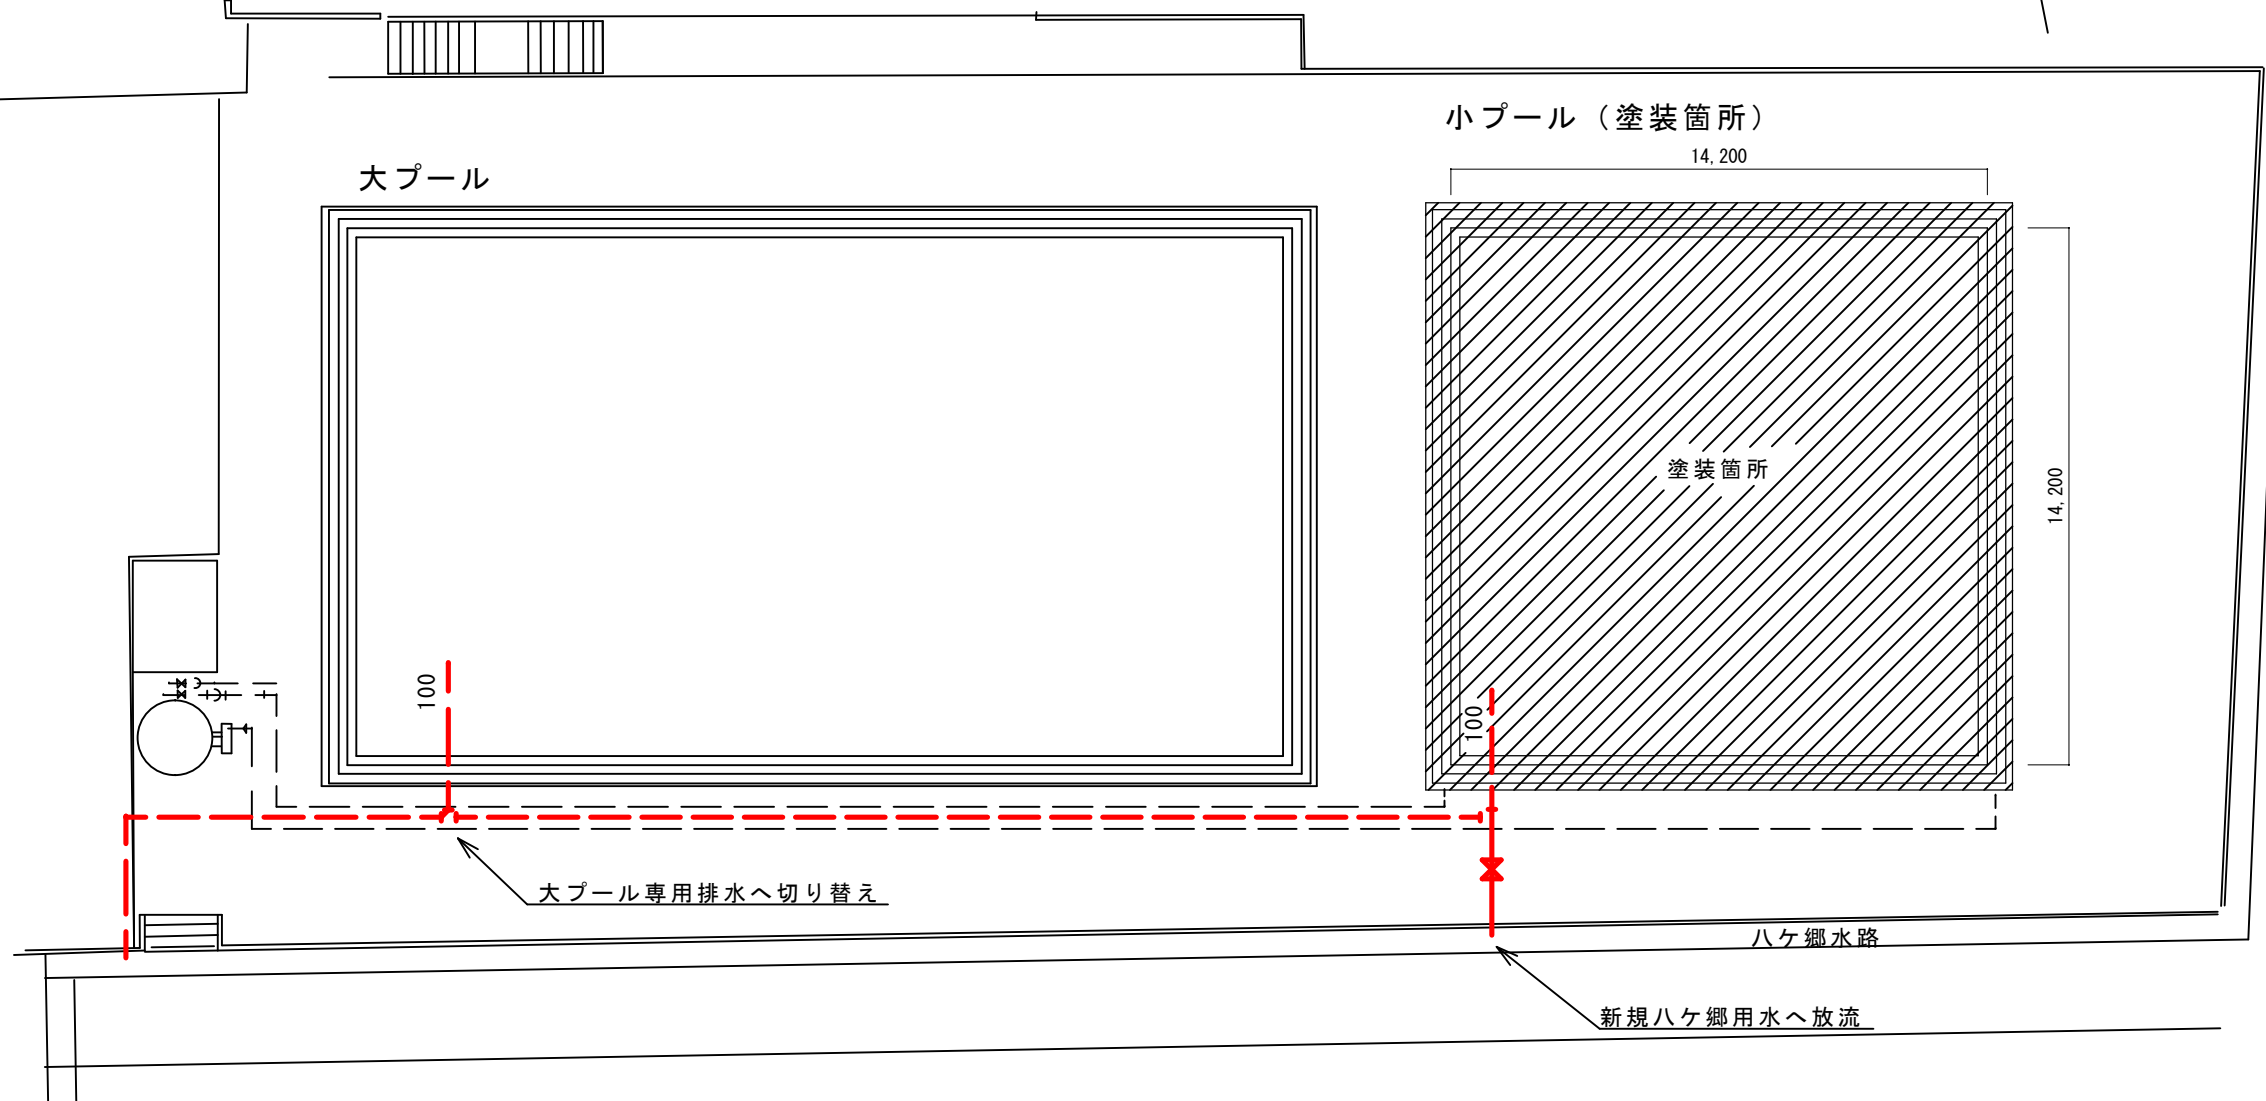 小プール（塗装箇所）
14,200
大プール
塗装箇所
14,200
100
100
大プール専用排水へ切り替え
八ケ郷水路
新規八ケ郷用水へ放流